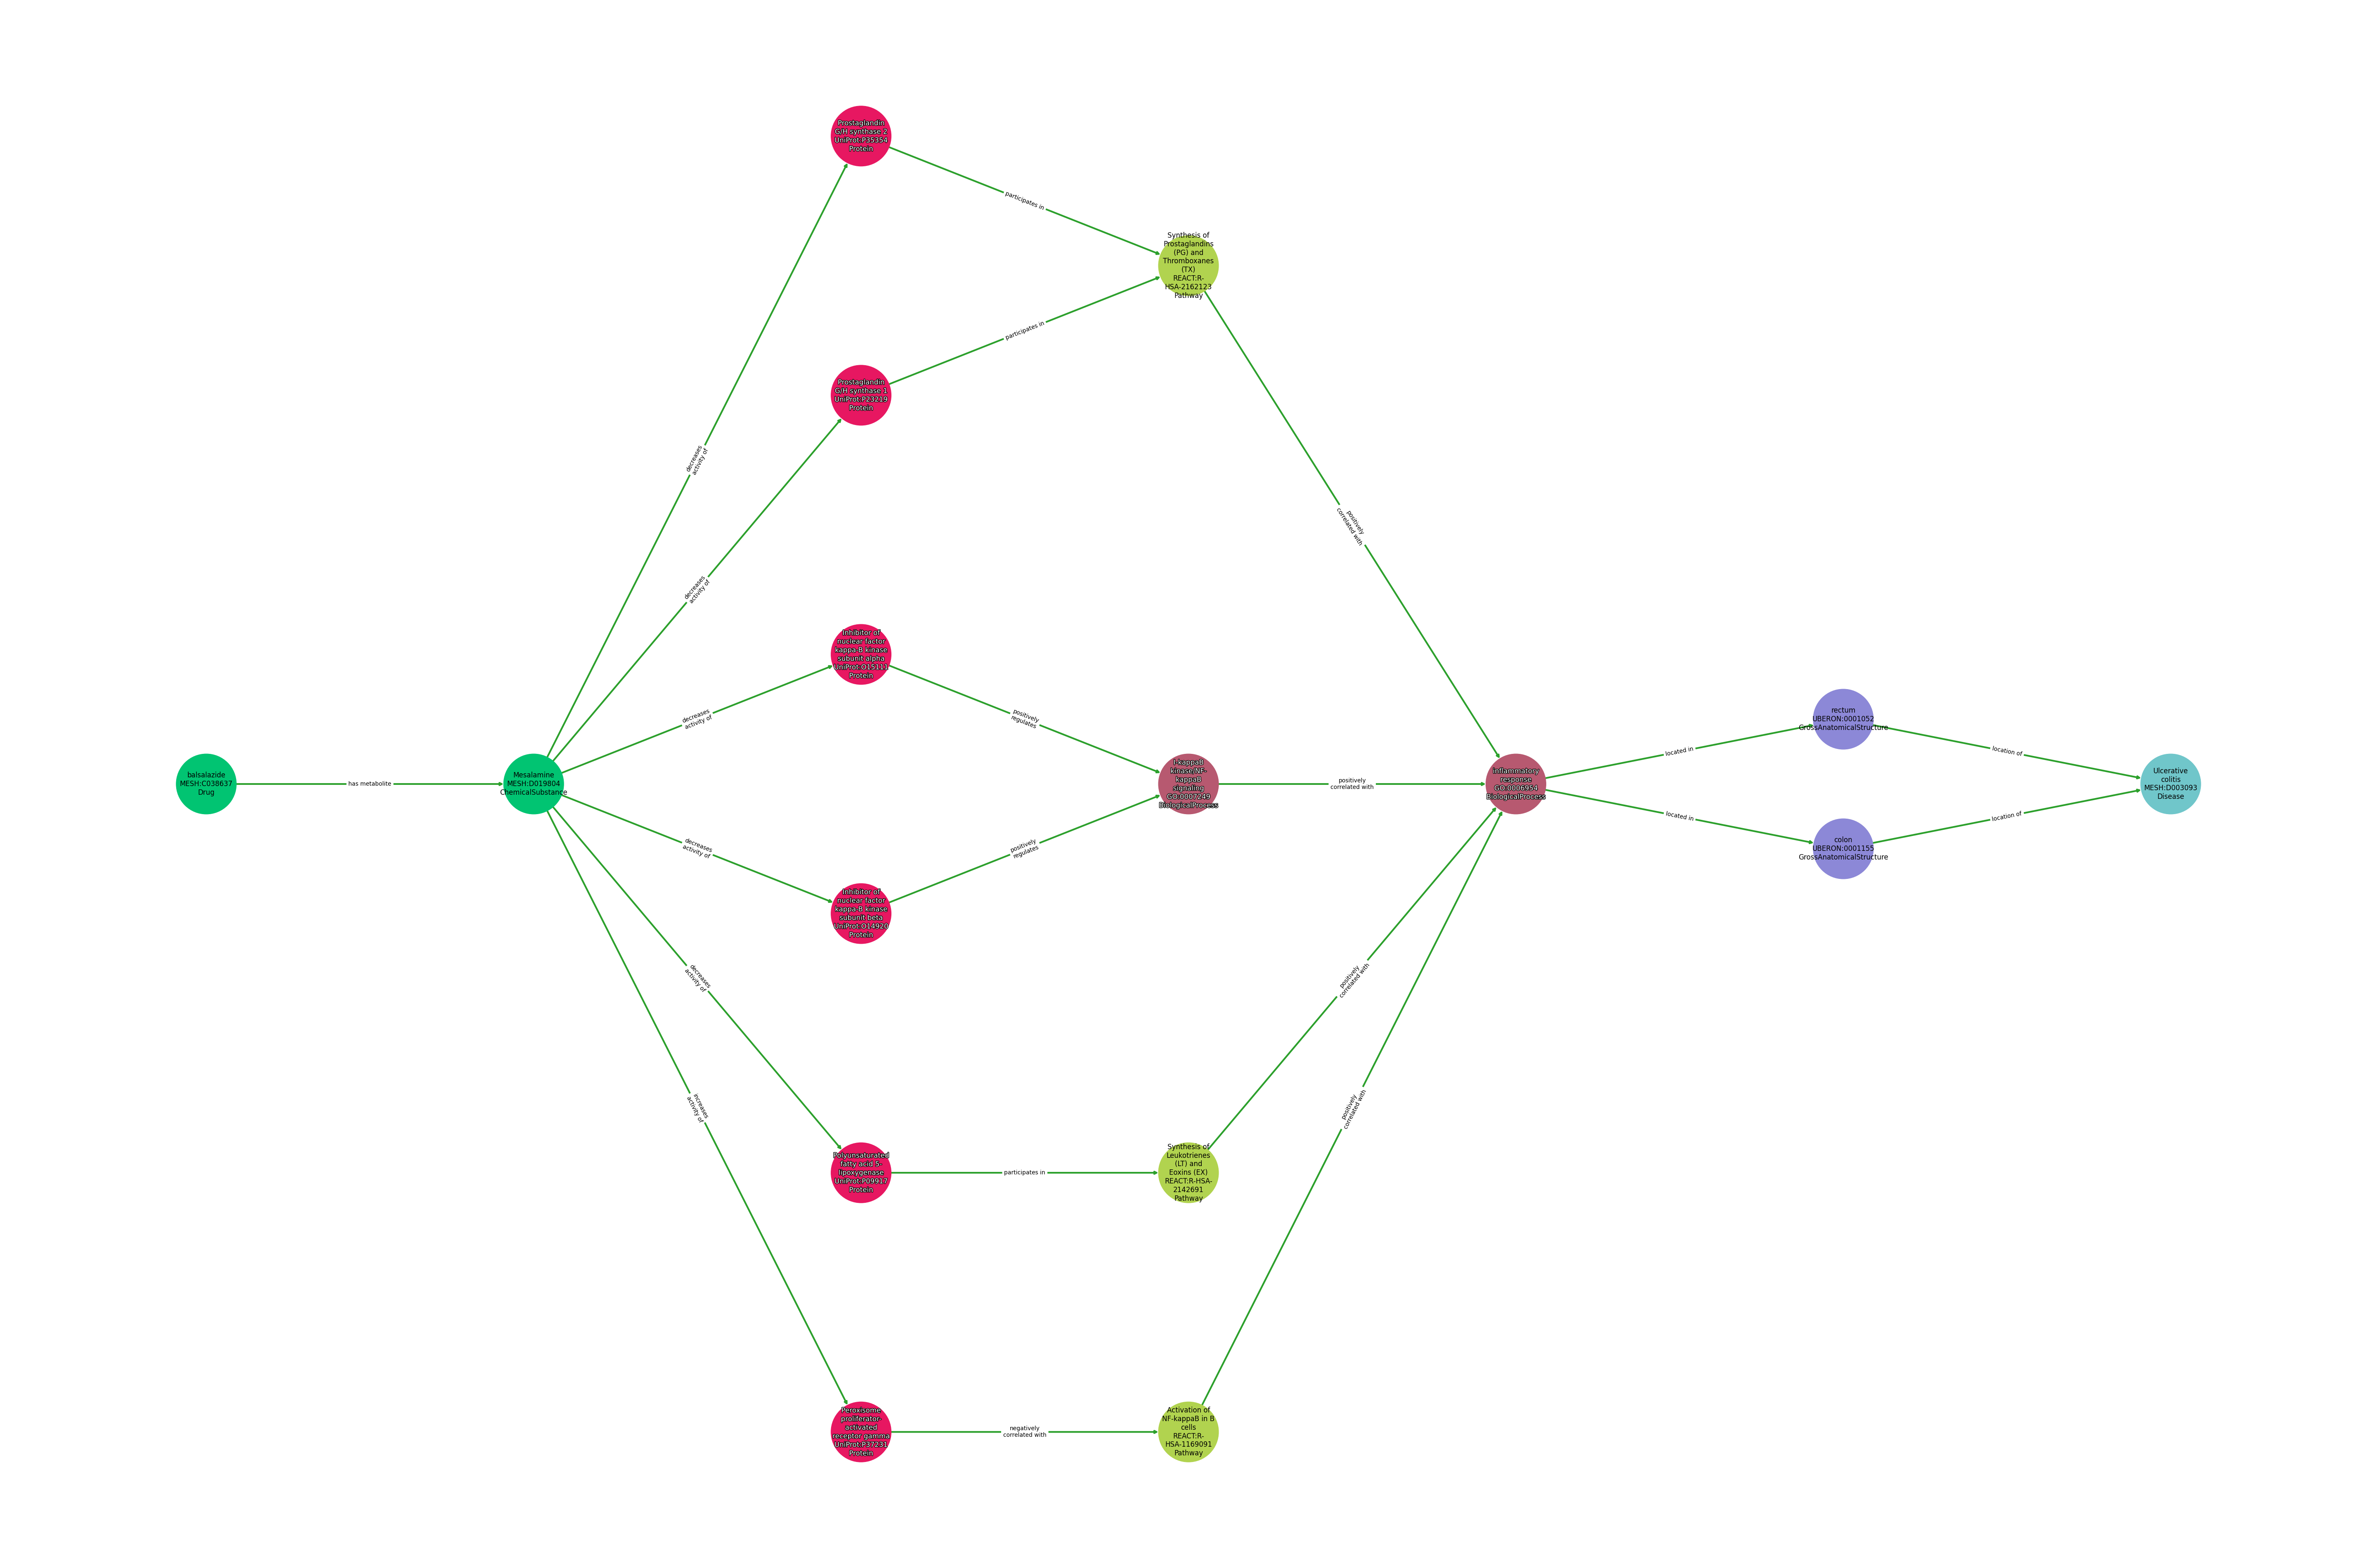 balsalazide
MESH:C038637
Drug
has metabolite
Mesalamine
MESH:D019804
ChemicalSubstance
decreases
activity of
decreases
activity of
decreases
activity of
decreases
activity of
decreases
activity of
increases
activity of
Prostaglandin
G/H synthase 2
UniProt:P35354
Protein
Prostaglandin
G/H synthase 1
UniProt:P23219
Protein
Inhibitor of
nuclear factor
kappa-B kinase
subunit alpha
UniProt:O15111
Protein
Inhibitor of
nuclear factor
kappa-B kinase
subunit beta
UniProt:O14920
Protein
Polyunsaturated
fatty acid 5-
lipoxygenase
UniProt:P09917
Protein
Peroxisome
proliferator-
activated
receptor gamma
UniProt:P37231
Protein
participates in
participates in
positively
regulates
positively
regulates
participates in
negatively
correlated with
Synthesis of
Prostaglandins
(PG) and
Thromboxanes
(TX)
REACT:R-
HSA-2162123
Pathway
I-kappaB
kinase/NF-
kappaB
signaling
GO:0007249
BiologicalProcess
Synthesis of
Leukotrienes
(LT) and
Eoxins (EX)
REACT:R-HSA-
2142691
Pathway
Activation of
NF-kappaB in B
cells
REACT:R-
HSA-1169091
Pathway
positively
correlated with
positively
correlated with
positively
correlated with
positively
correlated with
inflammatory
response
GO:0006954
BiologicalProcess
located in
located in
rectum
UBERON:0001052
GrossAnatomicalStructure
colon
UBERON:0001155
GrossAnatomicalStructure
location of
location of
Ulcerative
colitis
MESH:D003093
Disease